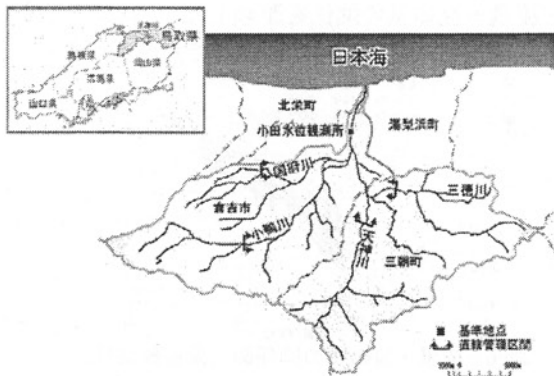 鳥取県
島根県
岡山県
広島県
山口県
日本海
北栄町
湯梨浜町
小田水位観測所
国府川
三徳川
倉吉市
小鴨川
天神川
三朝町
基準地点
直轄管理区間